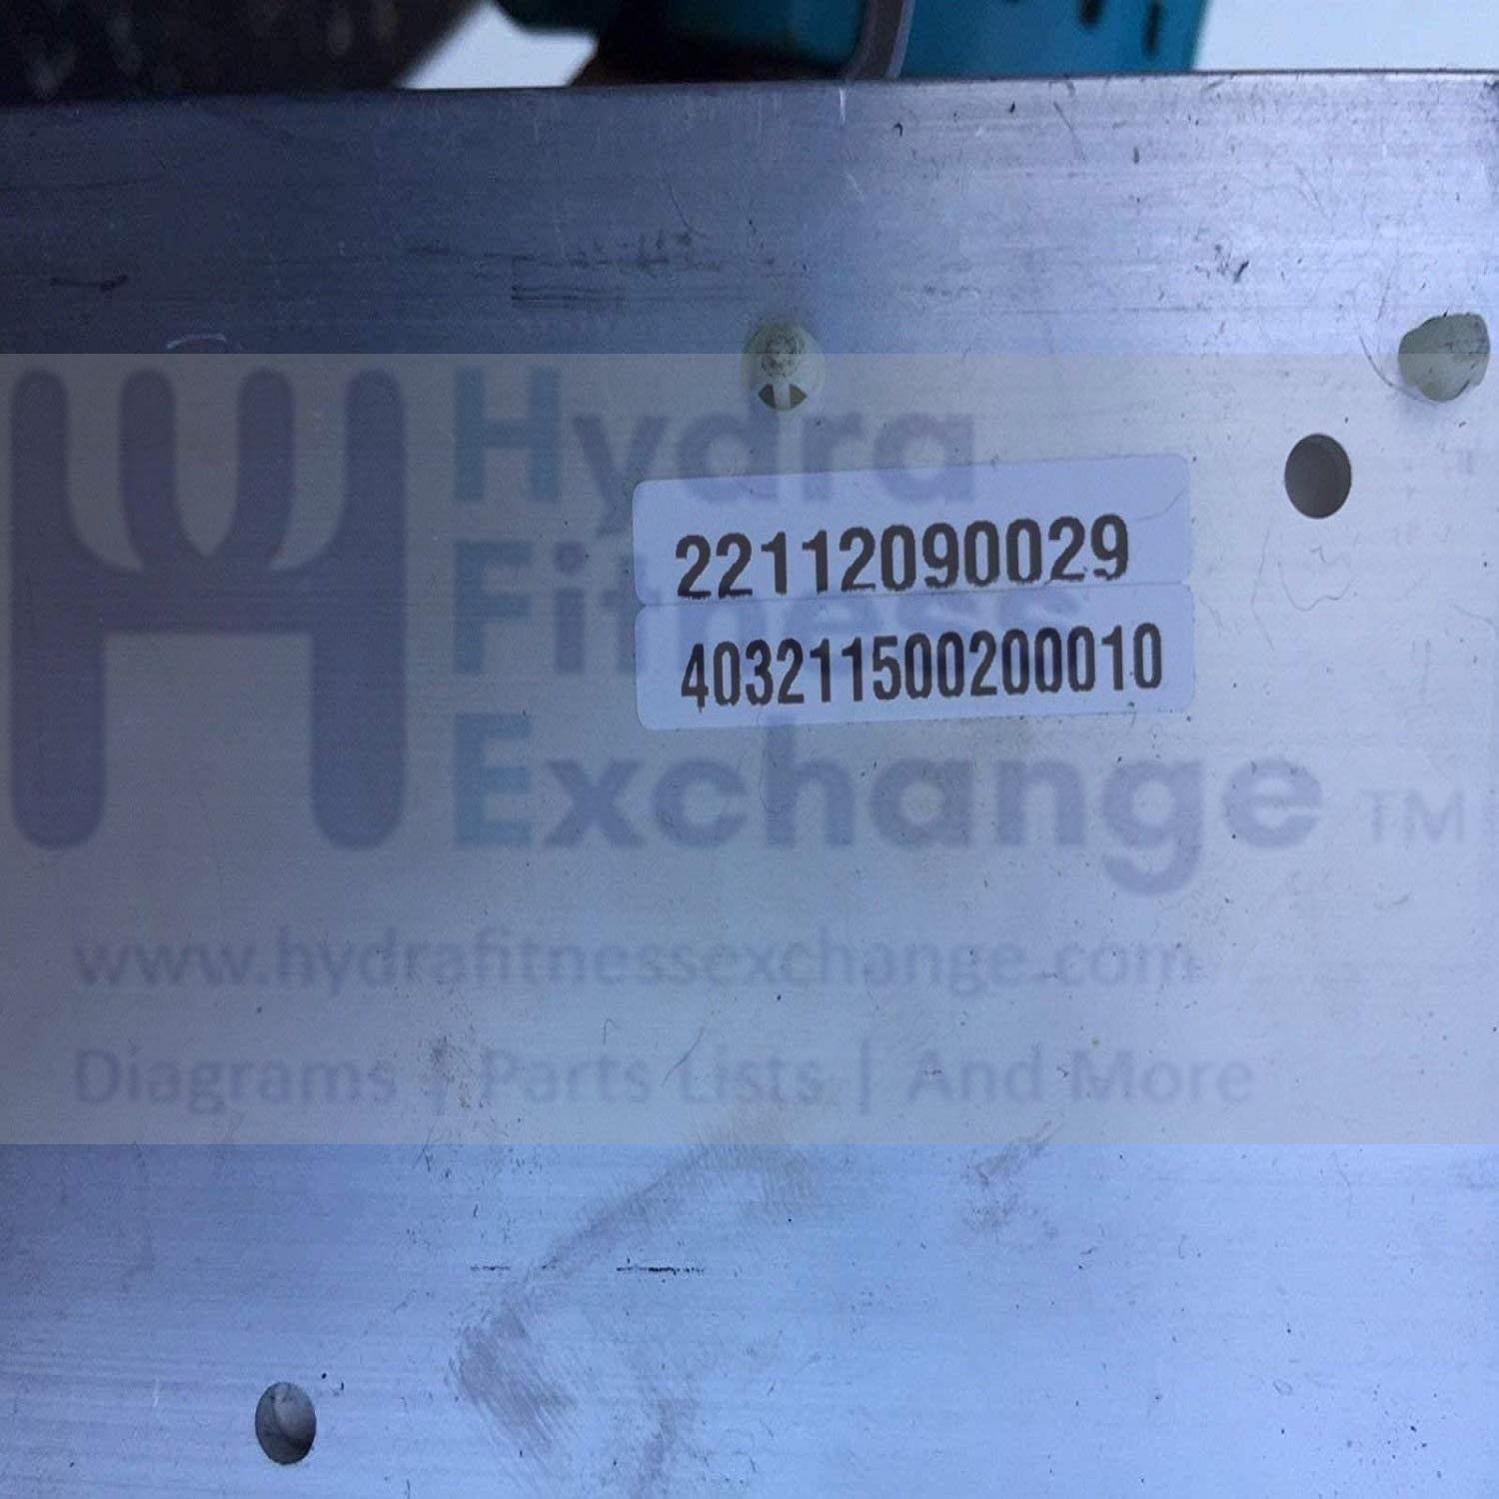 Hydra
22112090029
Fitness
403211500200010
Exchange TM
www.hydrafitnessexchange.com
Diagrams | Parts Lists | And More